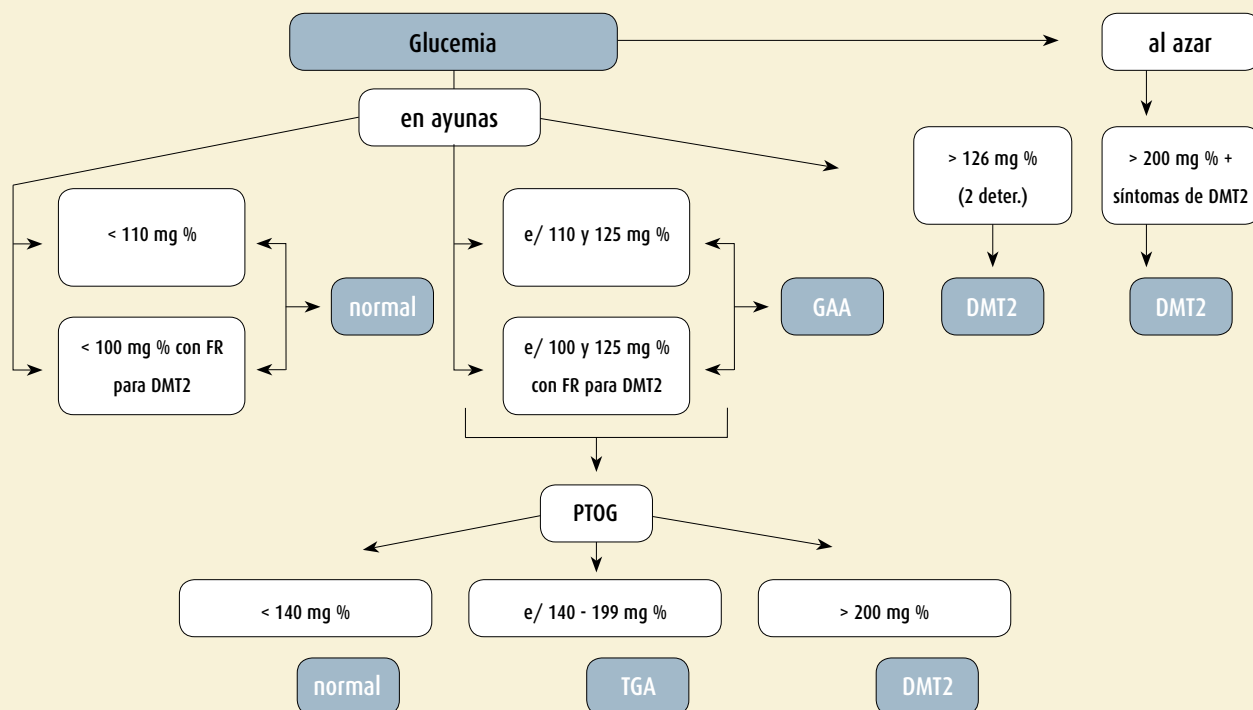 Glucemia
al azar
en ayunas
> 126 mg %
(2 deter.)
> 200 mg % +
síntomas de DMT2
< 110 mg %
e/ 110 y 125 mg %
normal
GAA
DMT2
DMT2
< 100 mg % con FR
para DMT2
e/ 100 y 125 mg %
con FR para DMT2
PTOG
< 140 mg %
e/ 140 - 199 mg %
> 200 mg %
normal
TGA
DMT2